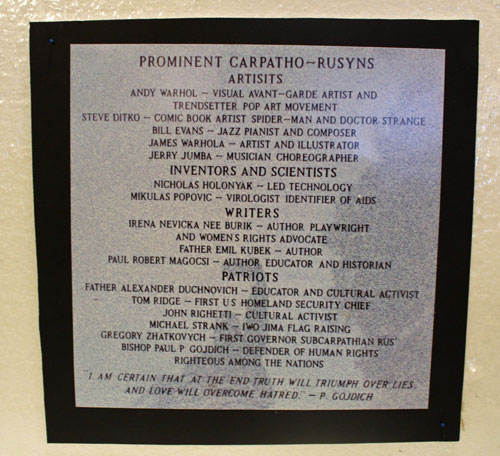 PROMINENT CARPATHO-RUSYNS
ARTISITS
ANDY WARHOL - VISUAL AVANT-GARDE ARTIST AND
TRENDSETTER POP ART MOVEMENT
STEVE DITKO - COMIC BOOK ARTIST SPIDER-MAN AND DOCTOR STRANGE
BILL EVANS - JAZZ PIANIST AND COMPOSER
JAMES WARHOLA - ARTIST AND ILLUSTRATOR
JERRY JUMBA - MUSICIAN CHOREOGRAPHER
INVENTORS AND SCIENTISTS
NICHOLAS HOLONYAK - LED TECHNOLOGY
MIKULAS POPOVIC - VIROLOGIST IDENTIFIER OF AIDS
WRITERS
IRENA NEVICKA NEE BURIK - AUTHOR PLAYWRIGHT
AND WOMEN'S RIGHTS ADVOCATE
FATHER EMIL KUBEK - AUTHOR
PAUL ROBERT MAGOCSI - AUTHOR EDUCATOR AND HISTORIAN
PATRIOTS
FATHER ALEXANDER DUCHNOVICH - EDUCATOR AND CULTURAL ACTIVIST
TOM RIDGE - FIRST U S HOMELAND SECURITY CHIEF
JOHN RIGHETTI - CULTURAL ACTIVIST
MICHAEL STRANK - IWO JIMA FLAG RAISING
GREGORY ZHATKOVYCH - FIRST GOVERNOR SUBCARPATHIAN RUS'
BISHOP PAUL P GOJDICH - DEFENDER OF HUMAN RIGHTS
RIGHTEOUS AMONG THE NATIONS
"I AM CERTAIN THAT AT THE END TRUTH WILL TRIUMPH OVER LIES
AND LOVE WILL OVERCOME HATRED." - P. GOJDICH